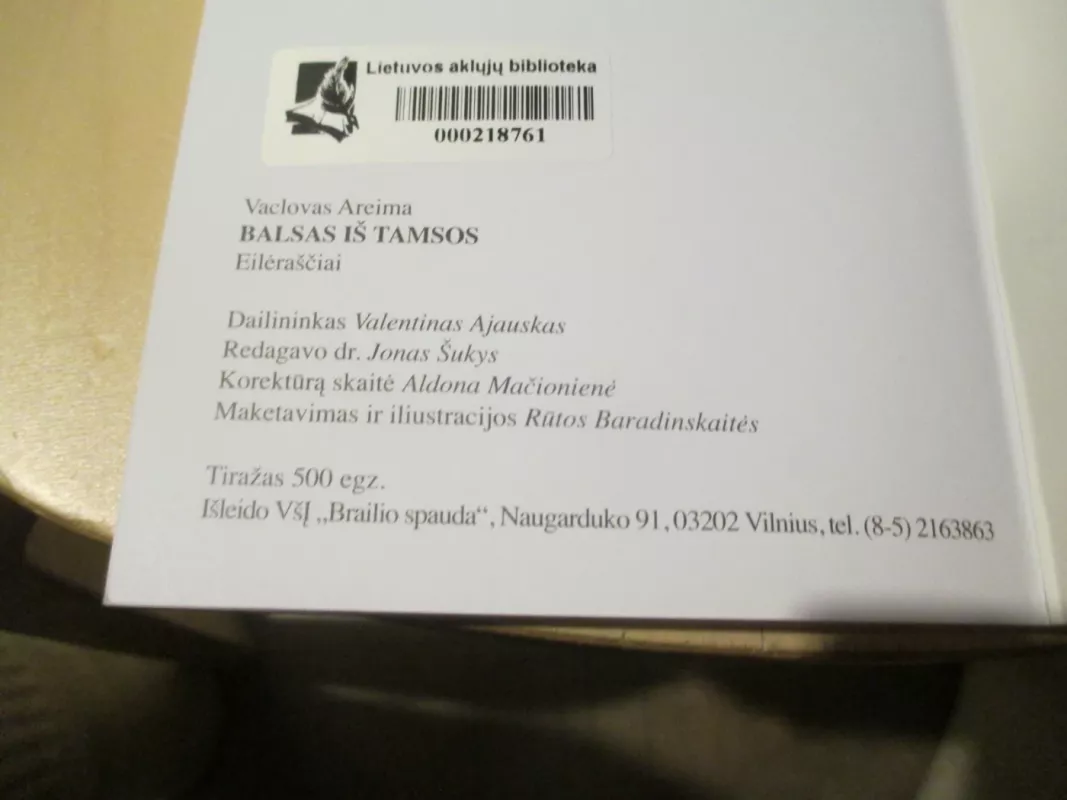 Lietuvos aklųjų biblioteka
000218761
Vaclovas Areima
BALSAS IŠ TAMSOS
Eilėraščiai
Dailininkas Valentinas Ajauskas
Redagavo dr. Jonas Šukys
Korektūrą skaitė Aldona Mačionienė
Maketavimas ir iliustracijos Rūtos Baradinskaitės
Tiražas 500 egz.
Išleido VšĮ „Brailio spauda“, Naugarduko 91, 03202 Vilnius, tel. (8-5) 2163863